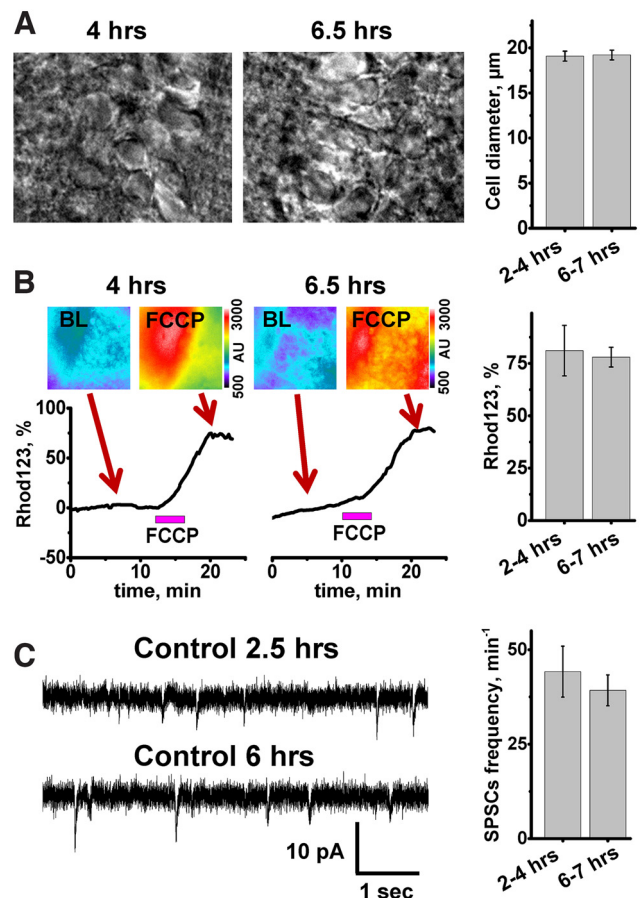 A
4 hrs
6.5 hrs
Cell diameter, µm
20
15
10
5
0
2-4 hrs
6-7 hrs
B
4 hrs
6.5 hrs
BL
FCCP
3000
AU
500
BL
FCCP
3000
AU
500
Rhod123, %
100
50
0
-50
FCCP
FCCP
0
10
20
time, min
0
10
20
time, min
Rhod123, %
75
50
25
0
2-4 hrs
6-7 hrs
C
Control 2.5 hrs
Control 6 hrs
10 pA
1 sec
SPSCs frequency, min⁻¹
50
25
0
2-4 hrs
6-7 hrs